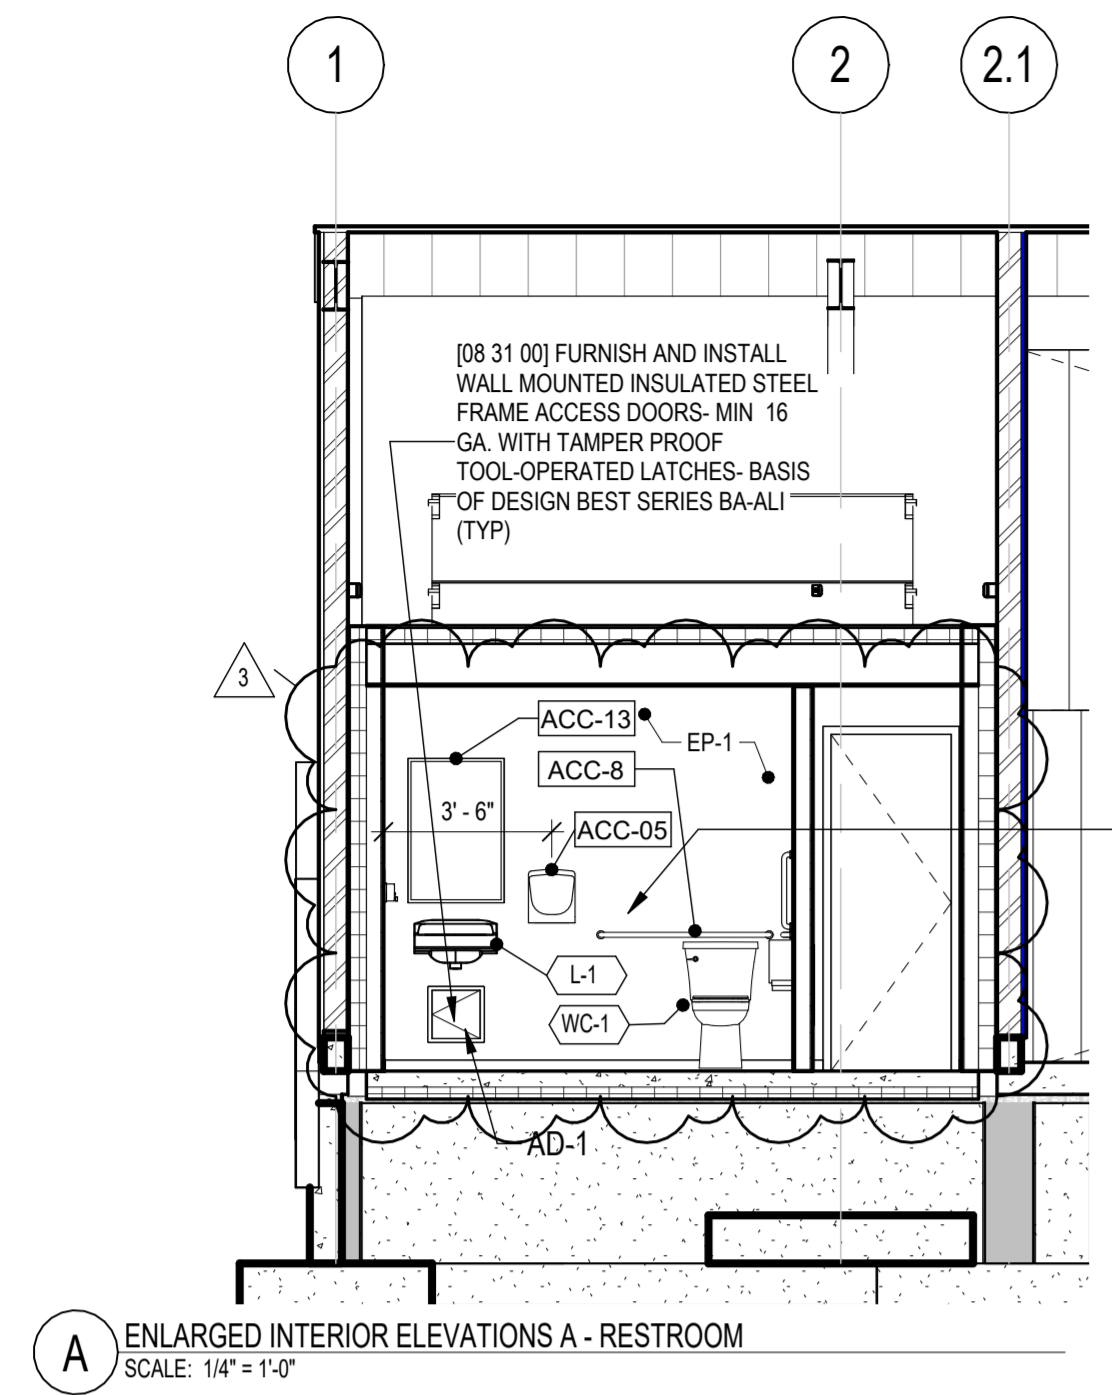 1
2
2.1
[08 31 00] FURNISH AND INSTALL
WALL MOUNTED INSULATED STEEL
FRAME ACCESS DOORS- MIN 16
GA. WITH TAMPER PROOF
TOOL-OPERATED LATCHES- BASIS
OF DESIGN BEST SERIES BA-ALI
(TYP)
3
ACC-13
EP-1
ACC-8
3' - 6"
ACC-05
L-1
WC-1
AD-1
A
ENLARGED INTERIOR ELEVATIONS A - RESTROOM
SCALE: 1/4" = 1'-0"